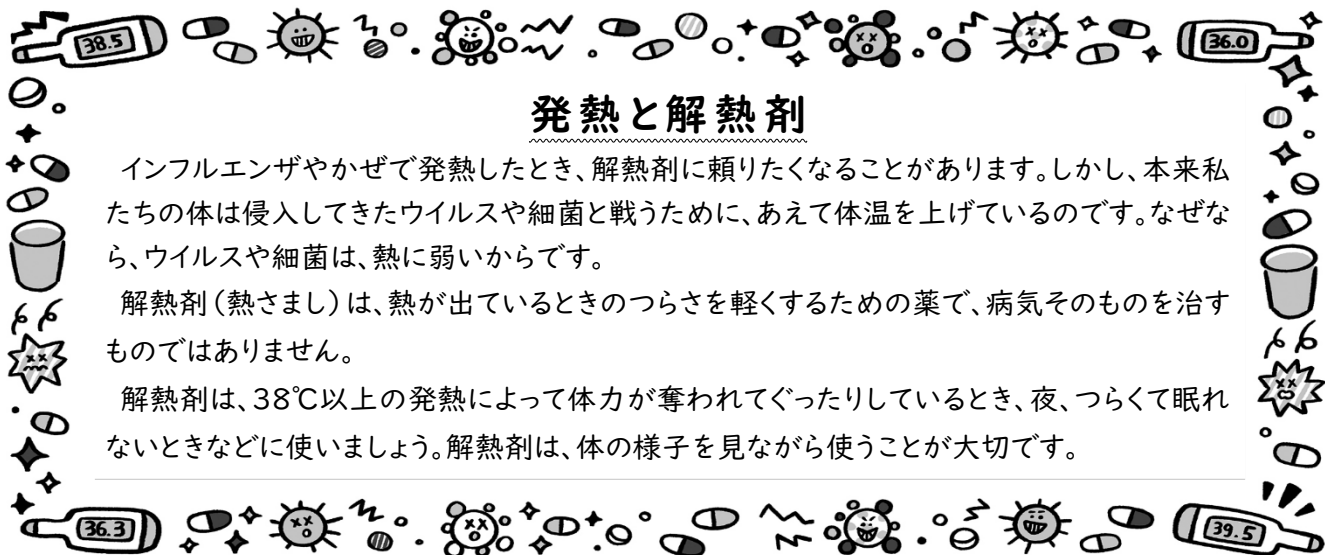 38.5
36.0
発熱と解熱剤
インフルエンザやかぜで発熱したとき、解熱剤に頼りたくなることがあります。しかし、本来私
たちの体は侵入してきたウイルスや細菌と戦うために、あえて体温を上げているのです。なぜな
ら、ウイルスや細菌は、熱に弱いからです。
解熱剤（熱さまし）は、熱が出ているときのつらさを軽くするための薬で、病気そのものを治す
ものではありません。
解熱剤は、38℃以上の発熱によって体力が奪われてぐったりしているとき、夜、つらくて眠れ
ないときなどに使いましょう。解熱剤は、体の様子を見ながら使うことが大切です。
36.3
39.5